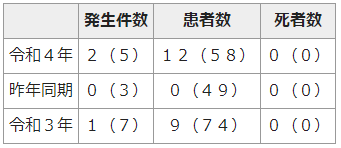 発生件数 患者数 死者数
令和４年 ２（５） １２（５８） ０（０）
昨年同期 ０（３） ０（４９） ０（０）
令和３年 １（７） ９（７４） ０（０）